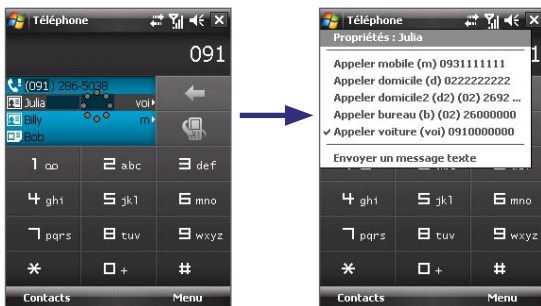 Téléphone
091
(091) 286-5038
Julia voi
Billy m
Bob
1
2 abc
3 def
4 ghi
5 jkl
6 mno
7 pqrs
8 tuv
9 wxyz
* 0 + #
Contacts Menu
Téléphone
Propriétés : Julia
1
Appeler mobile (m) 0931111111
Appeler domicile (d) 0222222222
Appeler domicile2 (d2) (02) 2692 ...
Appeler bureau (b) (02) 26000000
✓ Appeler voiture (voi) 0910000000
Envoyer un message texte
4 ghi
5 jkl
6 mno
7 pqrs
8 tuv
9 wxyz
* 0 + #
Contacts Menu